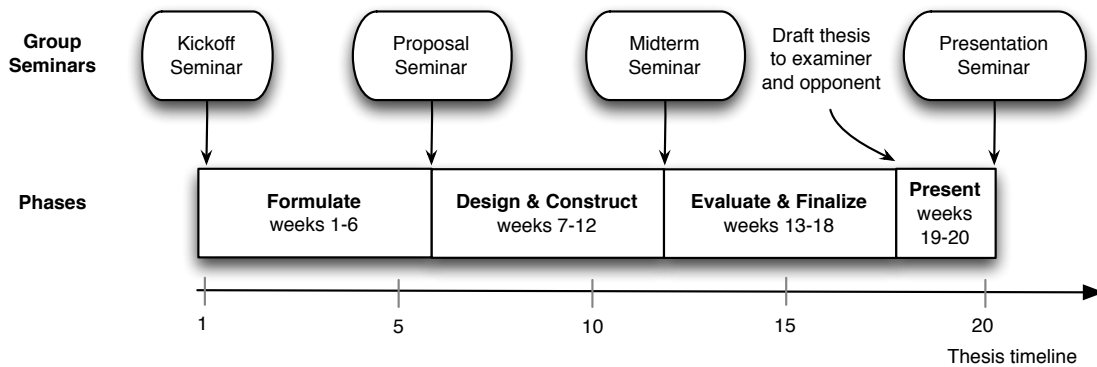 Group
Seminars
Kickoff
Seminar
Proposal
Seminar
Midterm
Seminar
Draft thesis
to examiner
and opponent
Presentation
Seminar
Phases
Formulate
weeks 1-6
Design & Construct
weeks 7-12
Evaluate & Finalize
weeks 13-18
Present
weeks
19-20
1
5
10
15
20
Thesis timeline